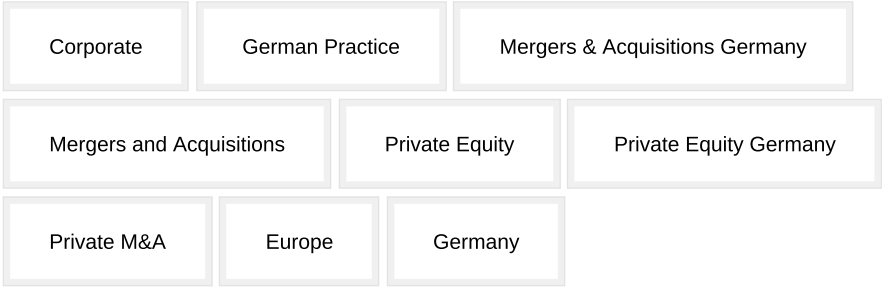 Corporate German Practice Mergers & Acquisitions Germany
Mergers and Acquisitions Private Equity Private Equity Germany
Private M&A Europe Germany